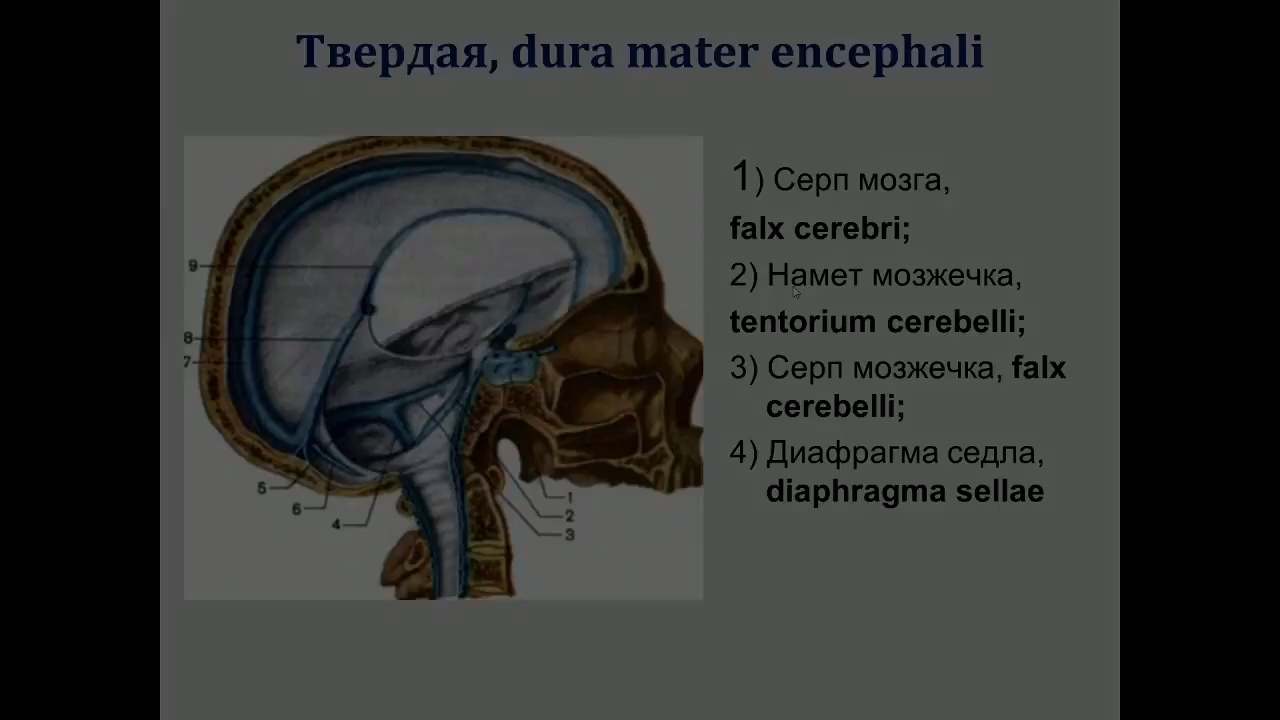 Твердая, dura mater encephali
1) Серп мозга,
falx cerebri;
2) Намет мозжечка,
tentorium cerebelli;
3) Серп мозжечка, falx
cerebelli;
4) Диафрагма седла,
diaphragma sellae
9
8
7
5
6
4
1
2
3